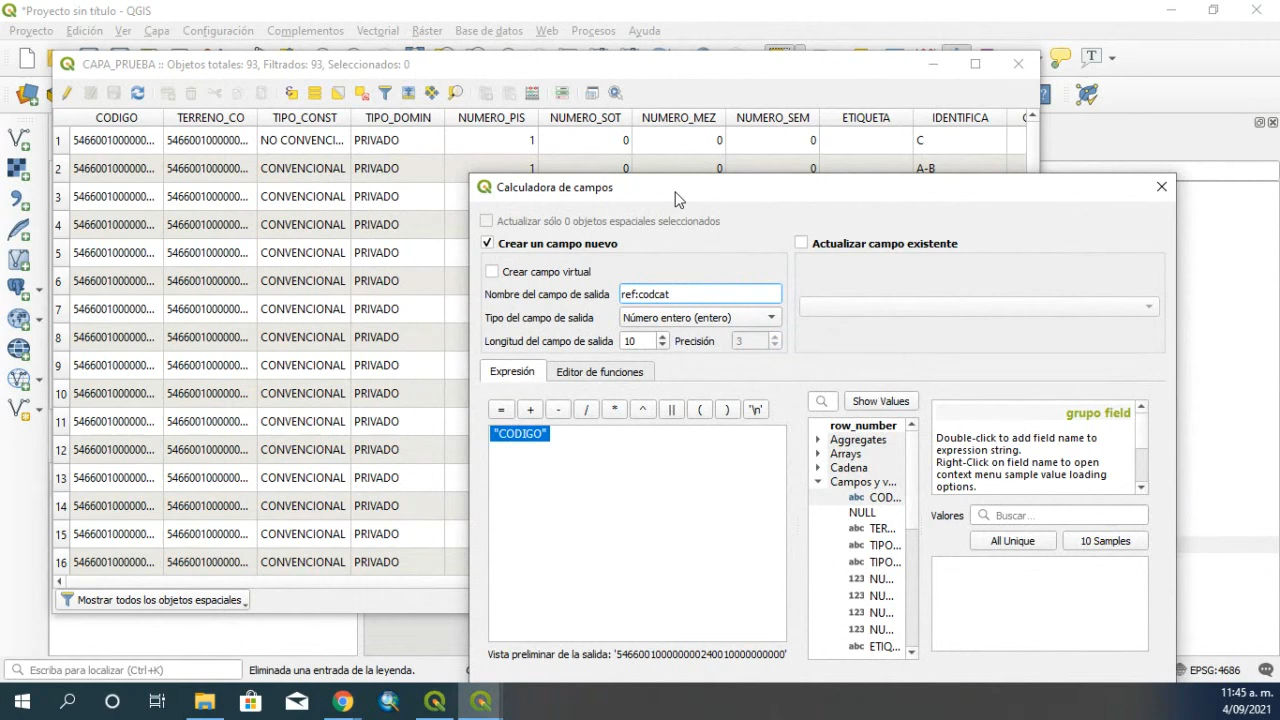 *Proyecto sin título - QGIS
Proyecto Edición Ver Capa Configuración Complementos Vectorial Ráster Base de datos Web Procesos Ayuda
CAPA_PRUEBA :: Objetos totales: 93, Filtrados: 93, Seleccionados: 0
CODIGO TERRENO_CO TIPO_CONST TIPO_DOMIN NUMERO_PIS NUMERO_SOT NUMERO_MEZ NUMERO_SEM ETIQUETA IDENTIFICA
1 5466001000000... 5466001000000... NO CONVENCI... PRIVADO 1 0 0 0 C
2 5466001000000... 5466001000000... CONVENCIONAL PRIVADO 1 0 0 0 A-B
3 5466001000000... 5466001000000... CONVENCIONAL PRIVADO
4 5466001000000... 5466001000000... CONVENCIONAL PRIVADO
5 5466001000000... 5466001000000... CONVENCIONAL PRIVADO
6 5466001000000... 5466001000000... CONVENCIONAL PRIVADO
7 5466001000000... 5466001000000... CONVENCIONAL PRIVADO
8 5466001000000... 5466001000000... CONVENCIONAL PRIVADO
9 5466001000000... 5466001000000... CONVENCIONAL PRIVADO
10 5466001000000... 5466001000000... CONVENCIONAL PRIVADO
11 5466001000000... 5466001000000... CONVENCIONAL PRIVADO
12 5466001000000... 5466001000000... CONVENCIONAL PRIVADO
13 5466001000000... 5466001000000... CONVENCIONAL PRIVADO
14 5466001000000... 5466001000000... CONVENCIONAL PRIVADO
15 5466001000000... 5466001000000... CONVENCIONAL PRIVADO
16 5466001000000... 5466001000000... CONVENCIONAL PRIVADO
Mostrar todos los objetos espaciales
Calculadora de campos
Actualizar sólo 0 objetos espaciales seleccionados
Crear un campo nuevo
Crear campo virtual
Nombre del campo de salida ref:codcat
Tipo del campo de salida Número entero (entero)
Longitud del campo de salida 10 Precisión 3
Actualizar campo existente
Expresión Editor de funciones
= + - / * ^ || ( ) '\n'
"CODIGO"
Vista preliminar de la salida: '546600100000000240010000000000'
Show Values
row_number
Aggregates
Arrays
Cadena
Campos y v...
abc COD...
NULL
abc TER...
abc TIPO...
abc TIPO...
123 NU...
123 NU...
123 NU...
123 NU...
abc ETIQ...
grupo field
Double-click to add field name to
expression string.
Right-Click on field name to open
context menu sample value loading
options.
Valores Buscar...
All Unique 10 Samples
Escriba para localizar (Ctrl+K) Eliminada una entrada de la leyenda. EPSG:4686
11:45 a. m.
4/09/2021